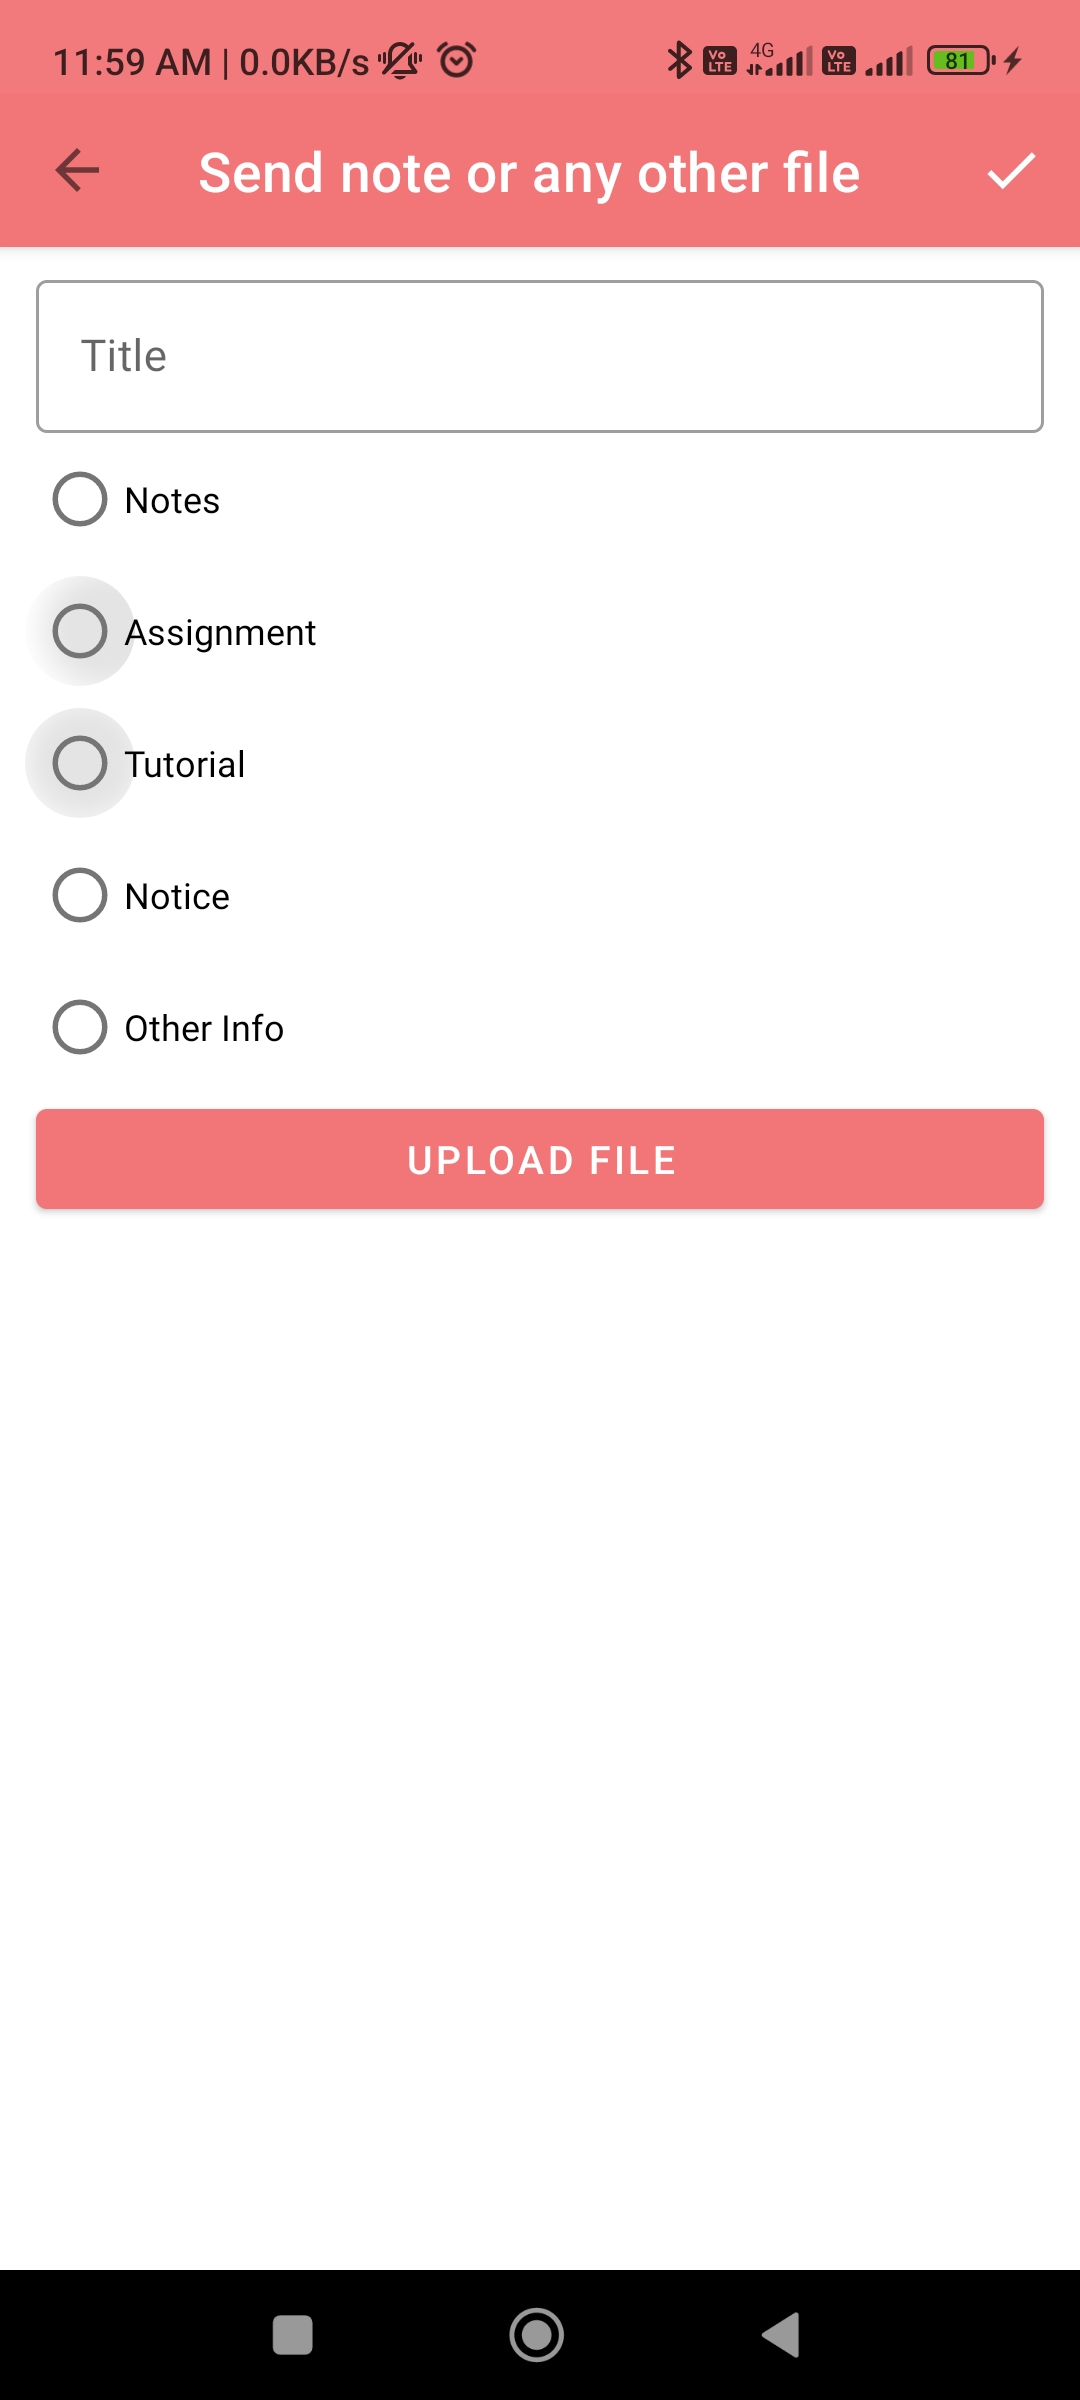 11:59 AM | 0.0KB/s Vo LTE 4G Vo LTE 81
Send note or any other file
Title
Notes
Assignment
Tutorial
Notice
Other Info
UPLOAD FILE